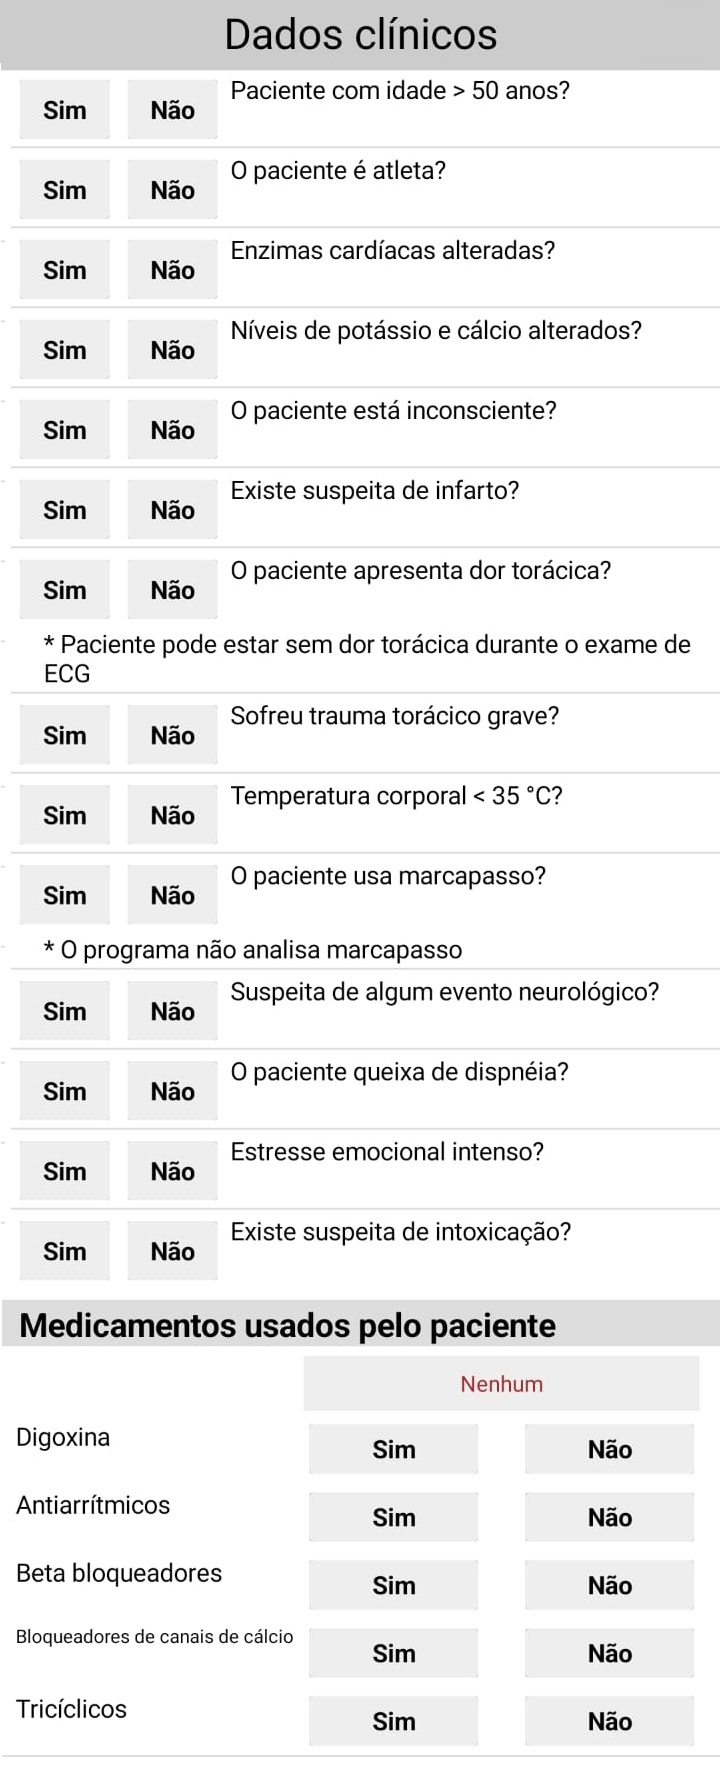 Dados clínicos
Sim Não Paciente com idade > 50 anos?
Sim Não O paciente é atleta?
Sim Não Enzimas cardíacas alteradas?
Sim Não Níveis de potássio e cálcio alterados?
Sim Não O paciente está inconsciente?
Sim Não Existe suspeita de infarto?
Sim Não O paciente apresenta dor torácica?
* Paciente pode estar sem dor torácica durante o exame de
ECG
Sim Não Sofreu trauma torácico grave?
Sim Não Temperatura corporal < 35 °C?
Sim Não O paciente usa marcapasso?
* O programa não analisa marcapasso
Sim Não Suspeita de algum evento neurológico?
Sim Não O paciente queixa de dispnéia?
Sim Não Estresse emocional intenso?
Sim Não Existe suspeita de intoxicação?
Medicamentos usados pelo paciente
Nenhum
Digoxina Sim Não
Antiarrítmicos Sim Não
Beta bloqueadores Sim Não
Bloqueadores de canais de cálcio Sim Não
Tricíclicos Sim Não